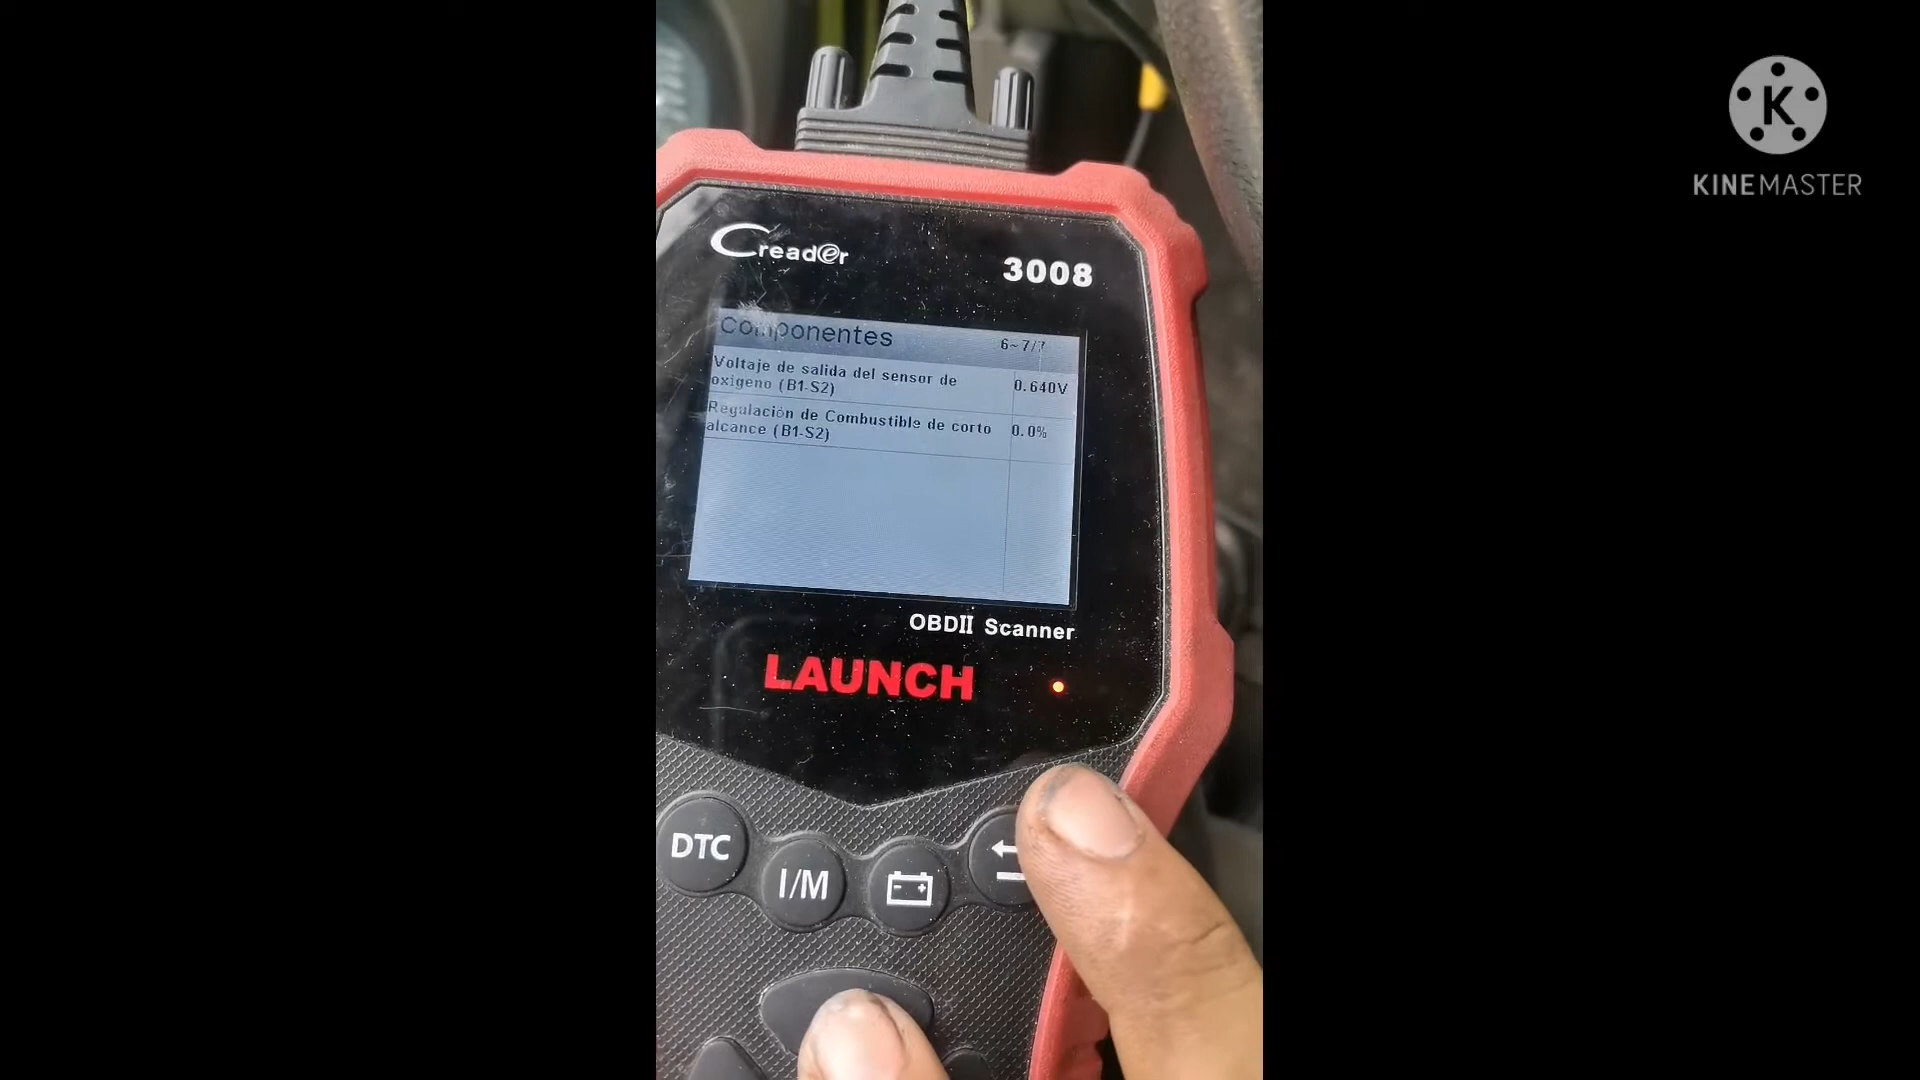 K
KINEMASTER
Creader
3008
Componentes
6~7/7
Voltaje de salida del sensor de
oxigeno (B1-S2)
0.640V
Regulación de Combustible de corto
alcance (B1-S2)
0.0%
OBDII Scanner
LAUNCH
DTC
I/M